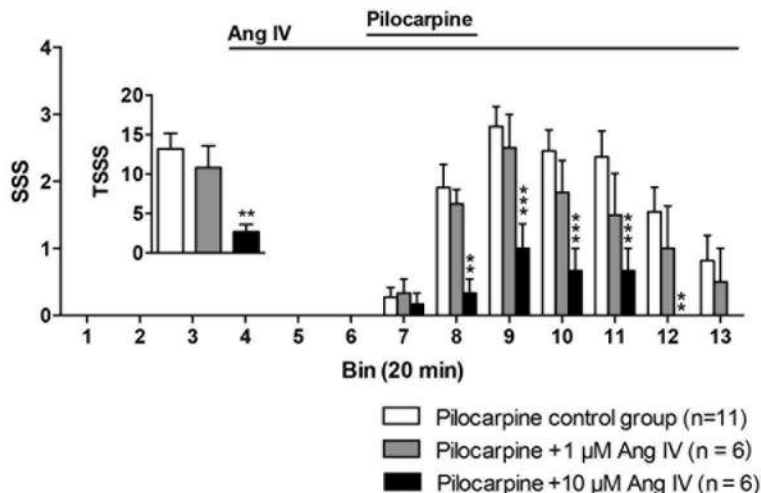 Pilocarpine
Ang IV
4
3
2
1
0
SSS
20
15
10
5
0
TSSS
**
**
***
***
***
**
1 2 3 4 5 6 7 8 9 10 11 12 13
Bin (20 min)
Pilocarpine control group (n=11)
Pilocarpine +1 µM Ang IV (n = 6)
Pilocarpine +10 µM Ang IV (n = 6)